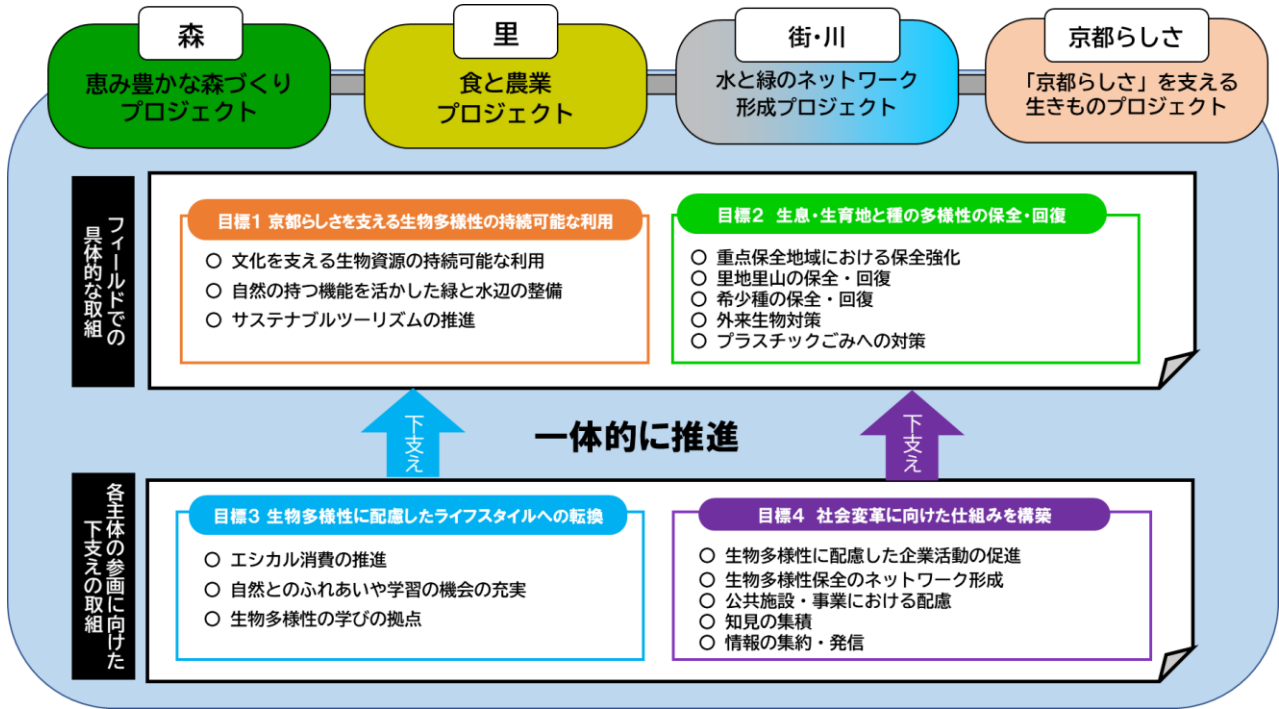 森
恵み豊かな森づくり
プロジェクト
里
食と農業
プロジェクト
街・川
水と緑のネットワーク
形成プロジェクト
京都らしさ
「京都らしさ」を支える
生きものプロジェクト
フィールドでの
具体的な取組
目標1 京都らしさを支える生物多様性の持続可能な利用
○ 文化を支える生物資源の持続可能な利用
○ 自然の持つ機能を活かした緑と水辺の整備
○ サステナブルツーリズムの推進
目標2 生息・生育地と種の多様性の保全・回復
○ 重点保全地域における保全強化
○ 里地里山の保全・回復
○ 希少種の保全・回復
○ 外来生物対策
○ プラスチックごみへの対策
下支え
一体的に推進
下支え
各主体の参画に向けた
下支えの取組
目標3 生物多様性に配慮したライフスタイルへの転換
○ エシカル消費の推進
○ 自然とのふれあいや学習の機会の充実
○ 生物多様性の学びの拠点
目標4 社会変革に向けた仕組みを構築
○ 生物多様性に配慮した企業活動の促進
○ 生物多様性保全のネットワーク形成
○ 公共施設・事業における配慮
○ 知見の集積
○ 情報の集約・発信